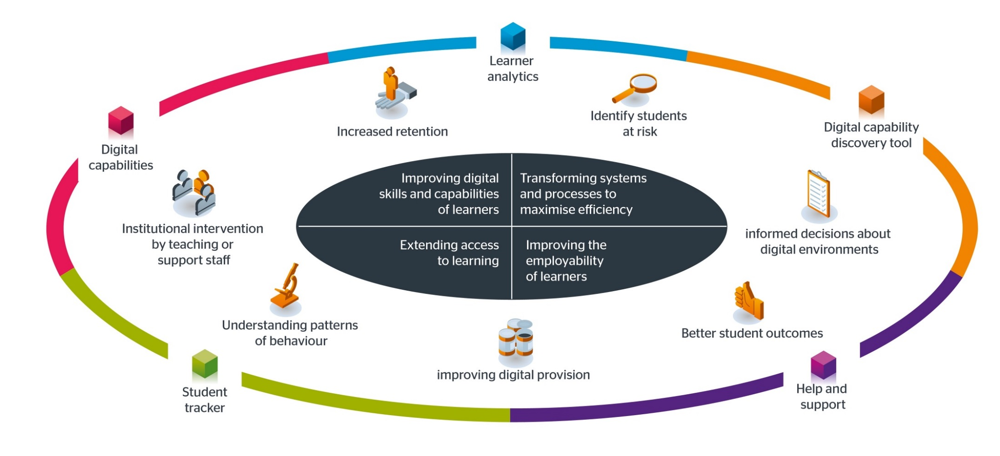 Learner
analytics
Increased retention
Identify students
at risk
Digital capability
discovery tool
Digital
capabilities
Improving digital
skills and capabilities
of learners
Transforming systems
and processes to
maximise efficiency
Institutional intervention
by teaching or
support staff
informed decisions about
digital environments
Extending access
to learning
Improving the
employability
of learners
Understanding patterns
of behaviour
Better student outcomes
improving digital provision
Student
tracker
Help and
support